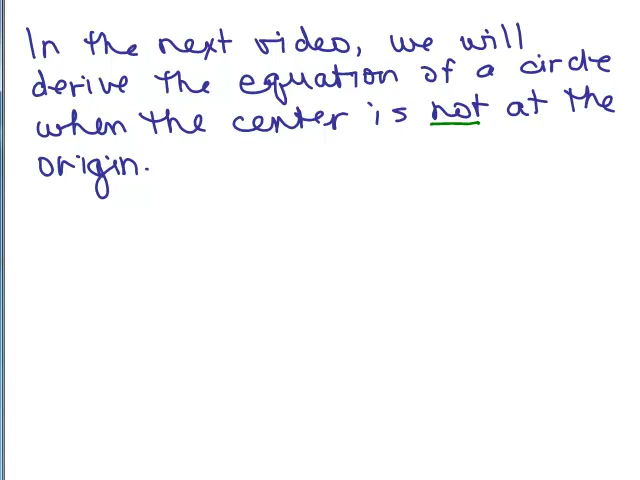 In the next video, we will
derive the equation of a circle
when the center is not at the
origin.